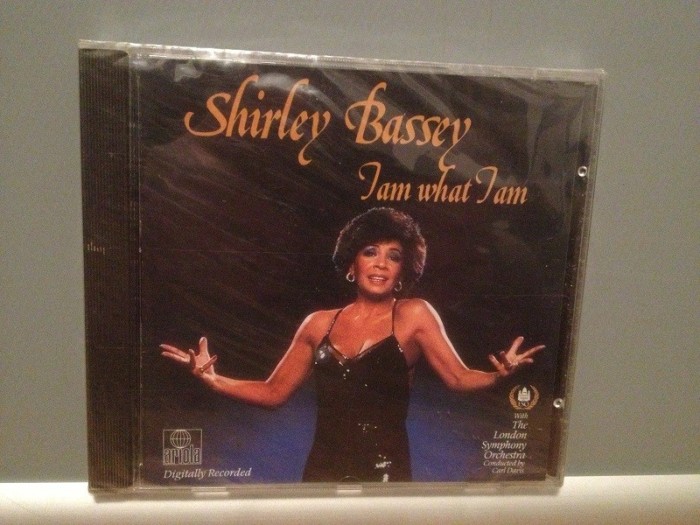 Shirley Bassey
I am what I am
With
The
London
Symphony
Orchestra
Conducted by
Carl Davis
ariola
Digitally Recorded